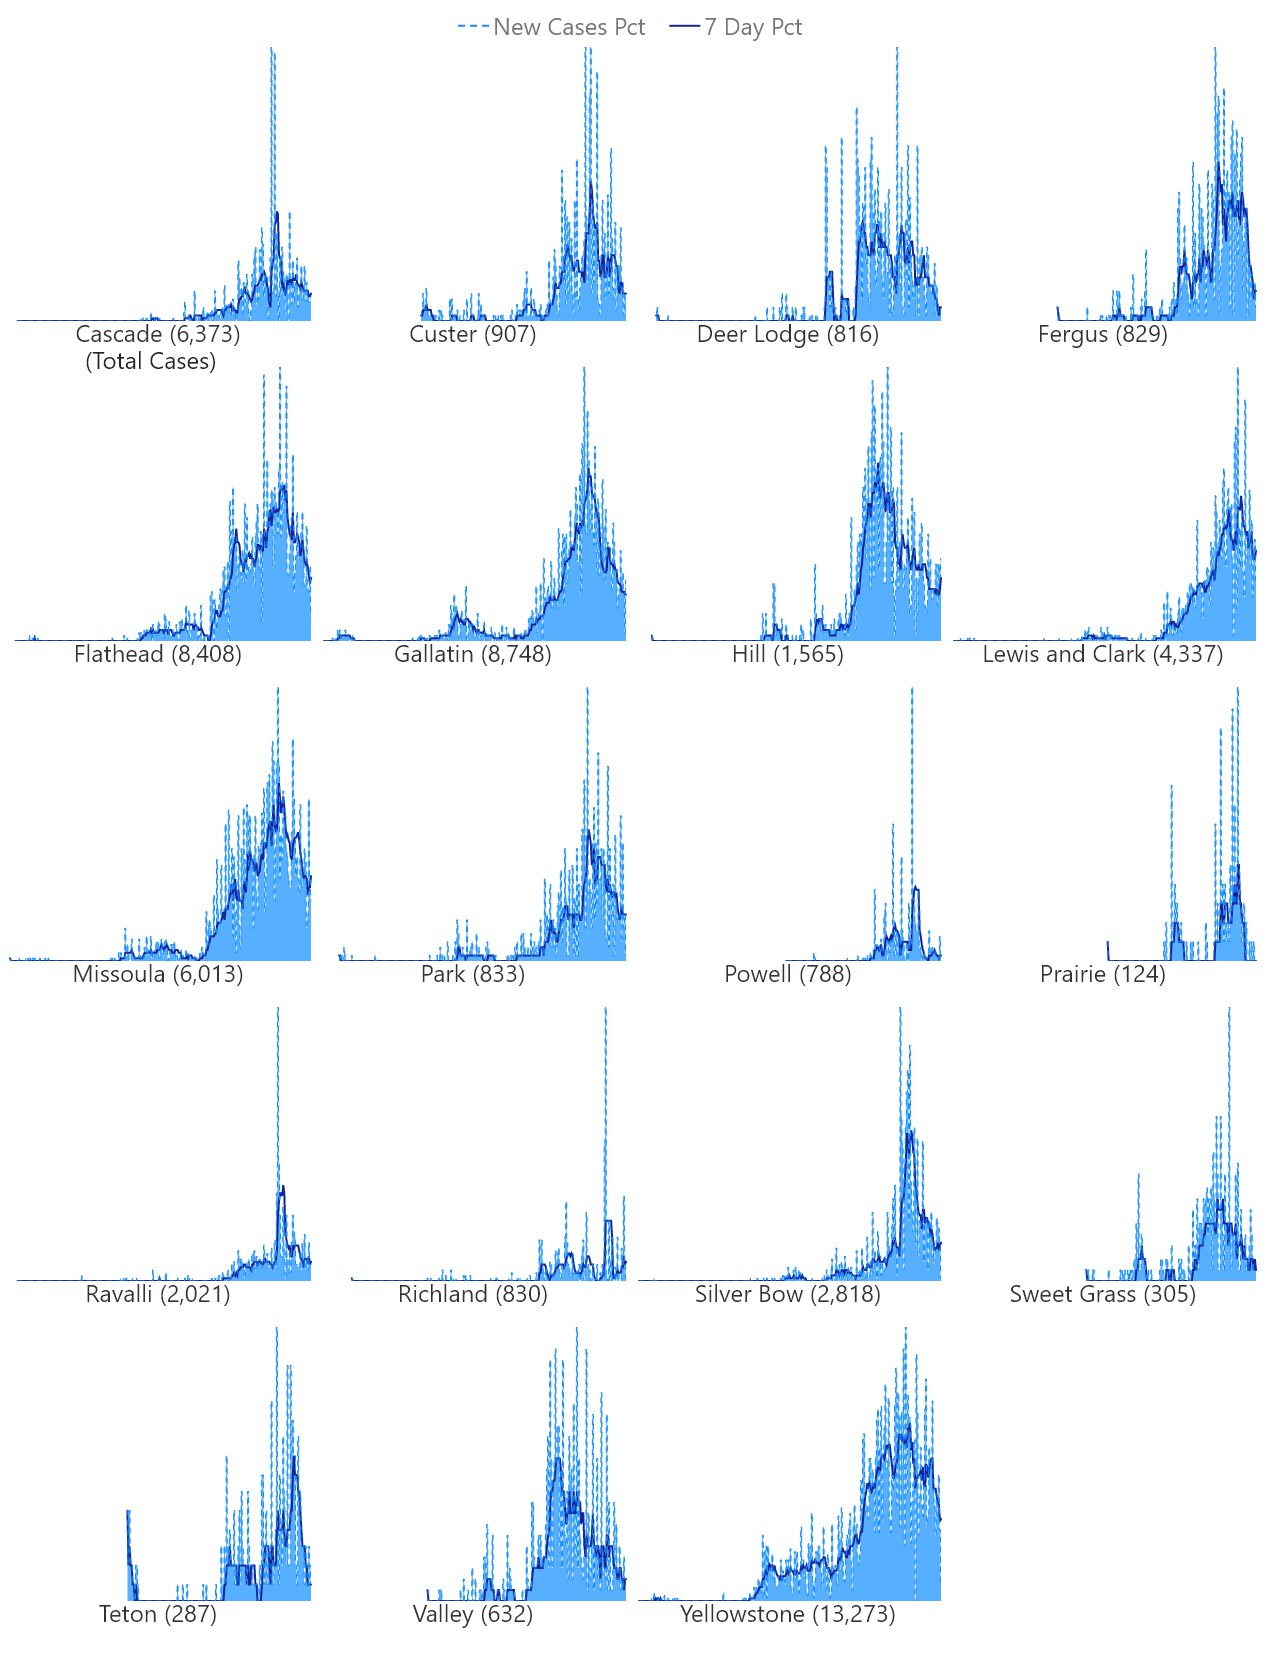 New Cases Pct 7 Day Pct
Cascade (6,373) Custer (907) Deer Lodge (816) Fergus (829)
(Total Cases)
Flathead (8,408) Gallatin (8,748) Hill (1,565) Lewis and Clark (4,337)
Missoula (6,013) Park (833) Powell (788) Prairie (124)
Ravalli (2,021) Richland (830) Silver Bow (2,818) Sweet Grass (305)
Teton (287) Valley (632) Yellowstone (13,273)